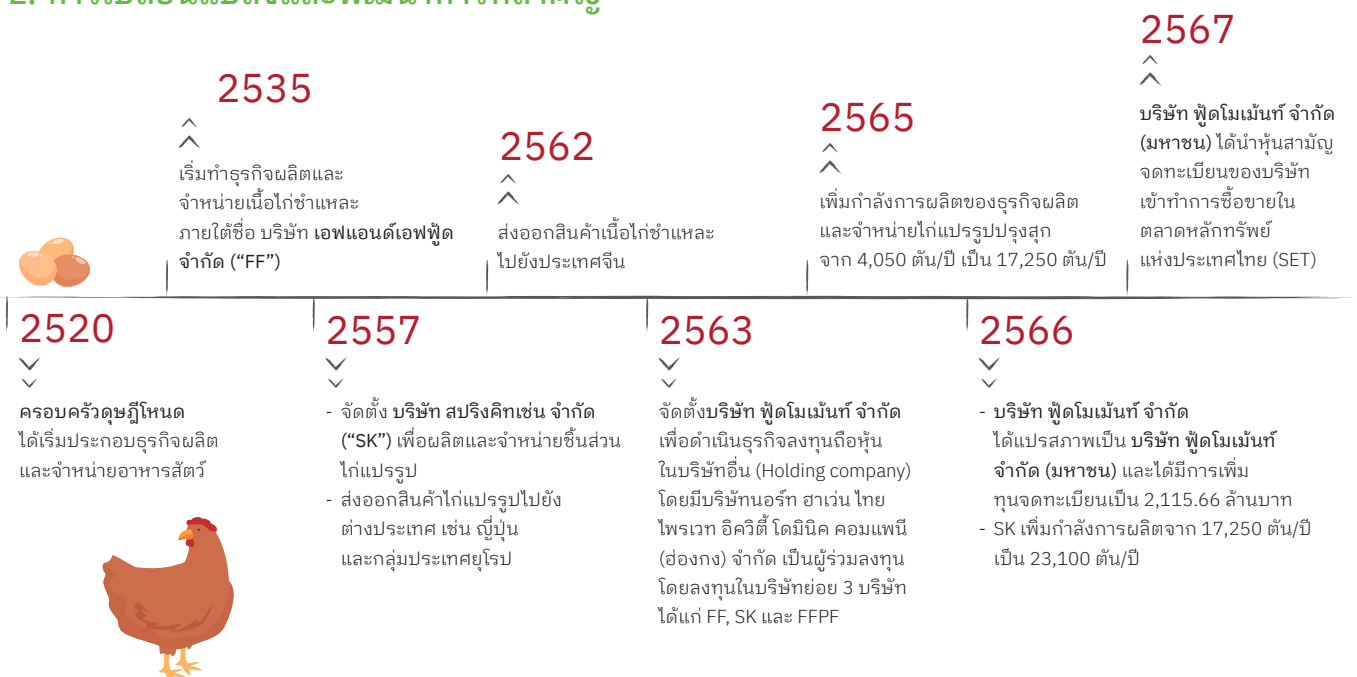 2. การเปลี่ยนแปลงและพัฒนาการที่สำคัญ
2535
เริ่มทำธุรกิจผลิตและ
จำหน่ายเนื้อไก่ชำแหละ
ภายใต้ชื่อ บริษัท เอฟแอนด์เอฟฟู้ด
จำกัด (“FF”)
2562
ส่งออกสินค้าเนื้อไก่ชำแหละ
ไปยังประเทศจีน
2565
เพิ่มกำลังการผลิตของธุรกิจผลิต
และจำหน่ายไก่แปรรูปปรุงสุก
จาก 4,050 ตัน/ปี เป็น 17,250 ตัน/ปี
2567
บริษัท ฟู้ดโมเม้นท์ จำกัด
(มหาชน) ได้นำหุ้นสามัญ
จดทะเบียนของบริษัท
เข้าทำการซื้อขายใน
ตลาดหลักทรัพย์
แห่งประเทศไทย (SET)
2520
ครอบครัวดุษฎีโหนด
ได้เริ่มประกอบธุรกิจผลิต
และจำหน่ายอาหารสัตว์
2557
- จัดตั้ง บริษัท สปริงคิทเช่น จำกัด
(“SK”) เพื่อผลิตและจำหน่ายชิ้นส่วน
ไก่แปรรูป
- ส่งออกสินค้าไก่แปรรูปไปยัง
ต่างประเทศ เช่น ญี่ปุ่น
และกลุ่มประเทศยุโรป
2563
จัดตั้งบริษัท ฟู้ดโมเม้นท์ จำกัด
เพื่อดำเนินธุรกิจลงทุนถือหุ้น
ในบริษัทอื่น (Holding company)
โดยมีบริษัทนอร์ท ฮาเว่น ไทย
ไพรเวท อิควิตี้ โดมินิค คอมแพนี
(ฮ่องกง) จำกัด เป็นผู้ร่วมลงทุน
โดยลงทุนในบริษัทย่อย 3 บริษัท
ได้แก่ FF, SK และ FFPF
2566
- บริษัท ฟู้ดโมเม้นท์ จำกัด
ได้แปรสภาพเป็น บริษัท ฟู้ดโมเม้นท์
จำกัด (มหาชน) และได้มีการเพิ่ม
ทุนจดทะเบียนเป็น 2,115.66 ล้านบาท
- SK เพิ่มกำลังการผลิตจาก 17,250 ตัน/ปี
เป็น 23,100 ตัน/ปี